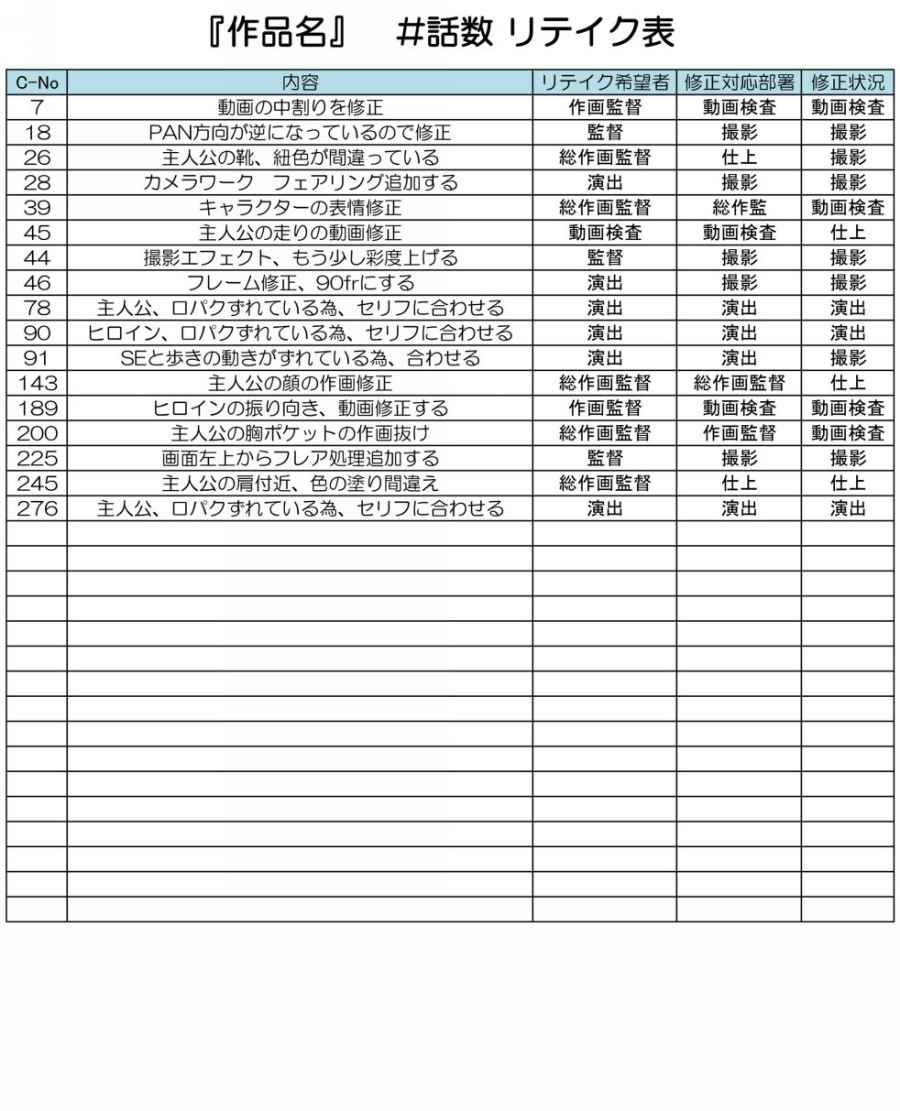 『作品名』　＃話数 リテイク表
C-No 内容 リテイク希望者 修正対応部署 修正状況
7 動画の中割りを修正 作画監督 動画検査 動画検査
18 PAN方向が逆になっているので修正 監督 撮影 撮影
26 主人公の靴、紐色が間違っている 総作画監督 仕上 撮影
28 カメラワーク　フェアリング追加する 演出 撮影 撮影
39 キャラクターの表情修正 総作画監督 総作監 動画検査
45 主人公の走りの動画修正 動画検査 動画検査 仕上
44 撮影エフェクト、もう少し彩度上げる 監督 撮影 撮影
46 フレーム修正、90frにする 演出 撮影 撮影
78 主人公、口パクずれている為、セリフに合わせる 演出 演出 演出
90 ヒロイン、口パクずれている為、セリフに合わせる 演出 演出 演出
91 SEと歩きの動きがずれている為、合わせる 演出 演出 撮影
143 主人公の顔の作画修正 総作画監督 総作画監督 仕上
189 ヒロインの振り向き、動画修正する 作画監督 動画検査 動画検査
200 主人公の胸ポケットの作画抜け 総作画監督 作画監督 動画検査
225 画面左上からフレア処理追加する 監督 撮影 撮影
245 主人公の肩付近、色の塗り間違え 総作画監督 仕上 仕上
276 主人公、口パクずれている為、セリフに合わせる 演出 演出 演出